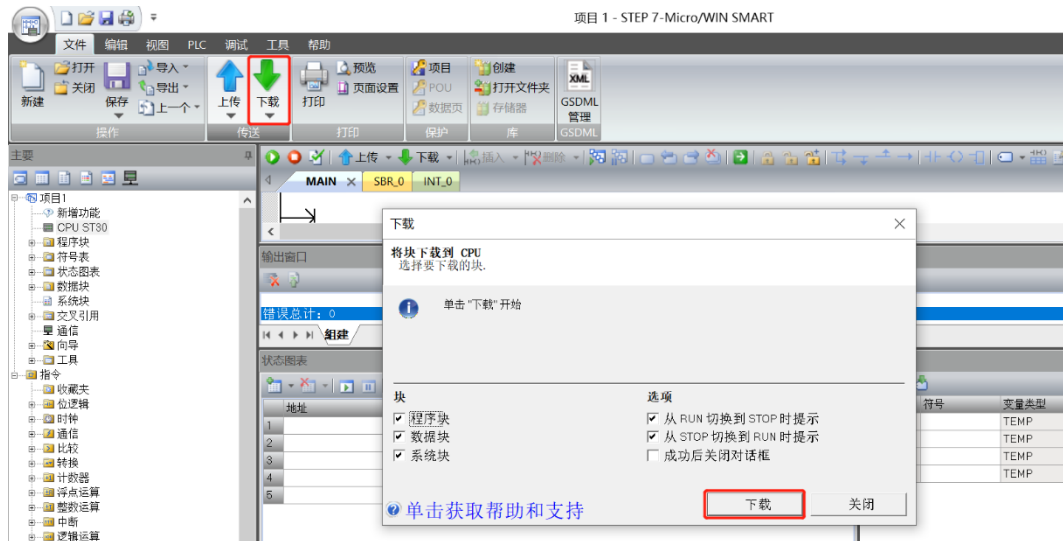 项目 1 - STEP 7-Micro/WIN SMART
文件 编辑 视图 PLC 调试 工具 帮助
新建
打开
关闭
保存
导入
导出
上一个
操作
上传
下载
传送
打印
预览
页面设置
打印
项目
POU
数据页
保护
创建
打开文件夹
存储器
库
XML
GSDML
管理
GSDML
主要
上传 下载 插入 删除
MAIN SBR_0 INT_0
项目1
新增功能
CPU ST30
程序块
符号表
状态图表
数据块
系统块
交叉引用
通信
向导
工具
指令
收藏夹
位逻辑
时钟
通信
比较
转换
计数器
浮点运算
整数运算
中断
逻辑运算
输出窗口
错误总计：0
组建
状态图表
地址
1
2
3
4
5
下载
将块下载到 CPU
选择要下载的块.
单击 "下载" 开始
块
程序块
数据块
系统块
选项
从 RUN 切换到 STOP 时提示
从 STOP 切换到 RUN 时提示
成功后关闭对话框
单击获取帮助和支持
下载
关闭
符号 变量类型
TEMP
TEMP
TEMP
TEMP